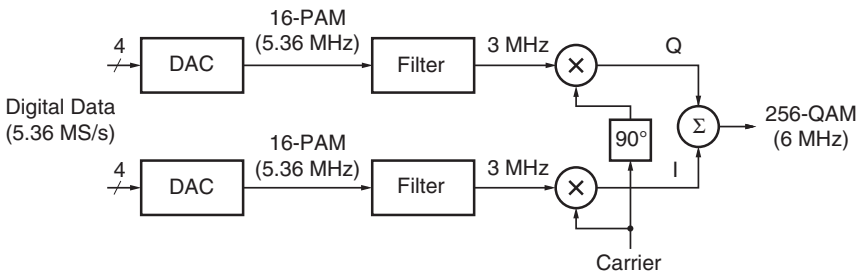 16-PAM
(5.36 MHz)
4
DAC
Filter
3 MHz
×
Q
Digital Data
(5.36 MS/s)
90°
Σ
256-QAM
(6 MHz)
16-PAM
(5.36 MHz)
4
DAC
Filter
3 MHz
×
I
Carrier